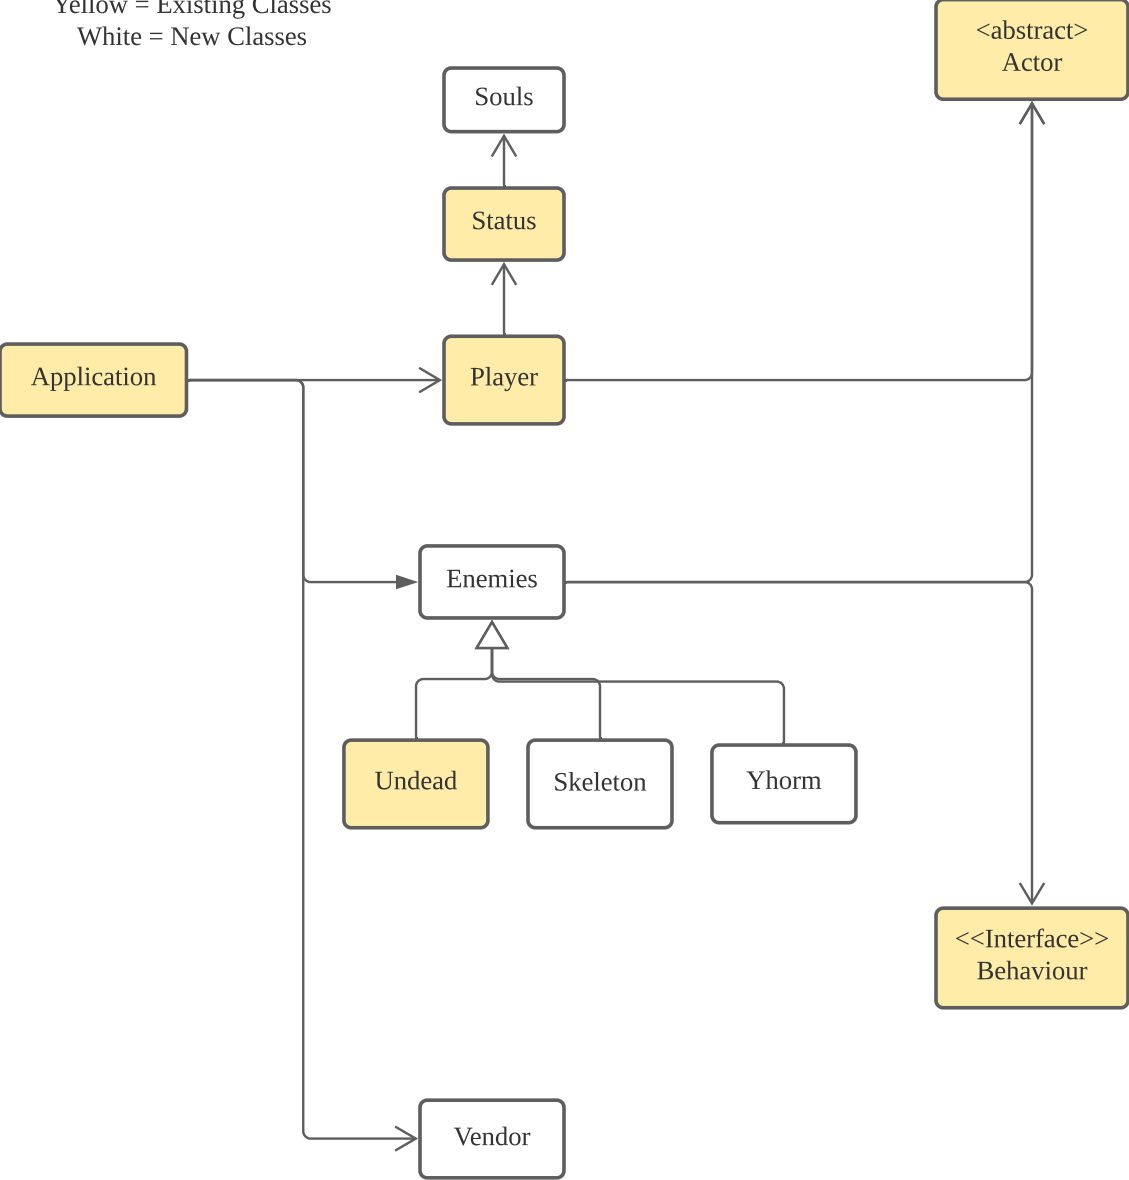 Yellow = Existing Classes
White = New Classes
<abstract>
Actor
Souls
Status
Application
Player
Enemies
Undead
Skeleton
Yhorm
<<Interface>>
Behaviour
Vendor